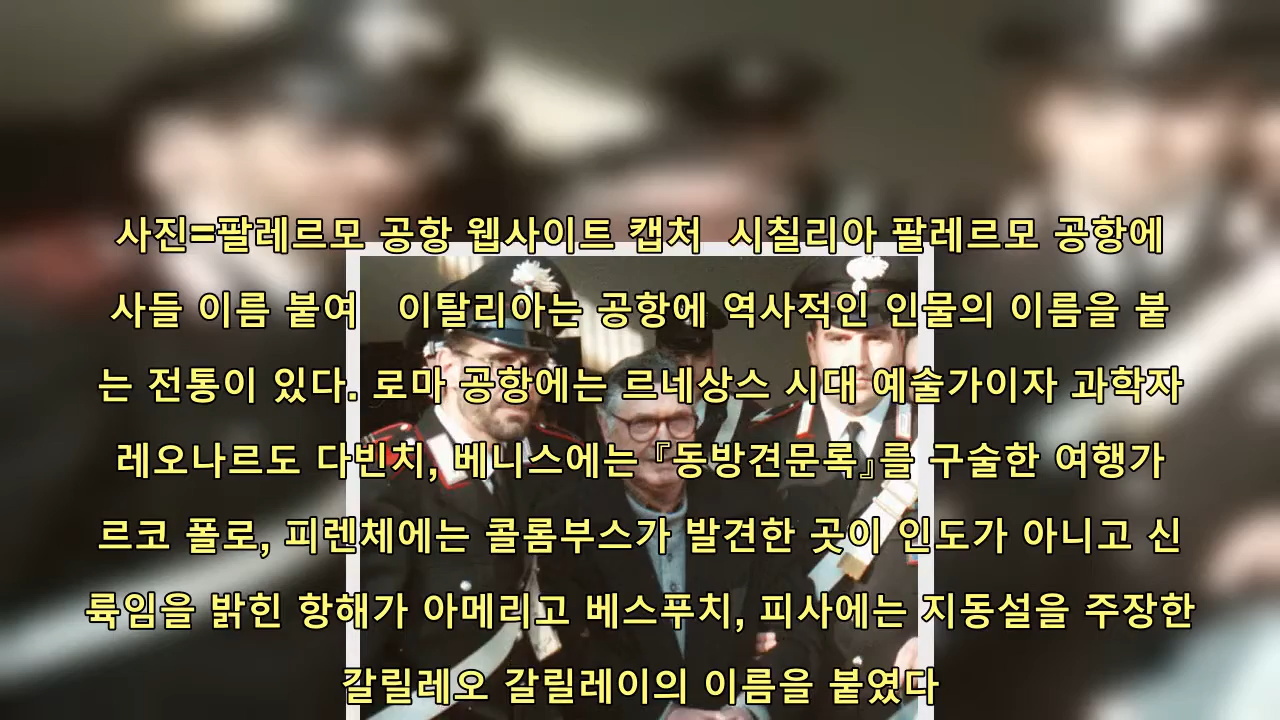 사진=팔레르모 공항 웹사이트 캡처 시칠리아 팔레르모 공항에
사들 이름 붙여 이탈리아는 공항에 역사적인 인물의 이름을 붙
는 전통이 있다. 로마 공항에는 르네상스 시대 예술가이자 과학자
레오나르도 다빈치, 베니스에는 『동방견문록』를 구술한 여행가
르코 폴로, 피렌체에는 콜롬부스가 발견한 곳이 인도가 아니고 신
륙임을 밝힌 항해가 아메리고 베스푸치, 피사에는 지동설을 주장한
갈릴레오 갈릴레이의 이름을 붙였다